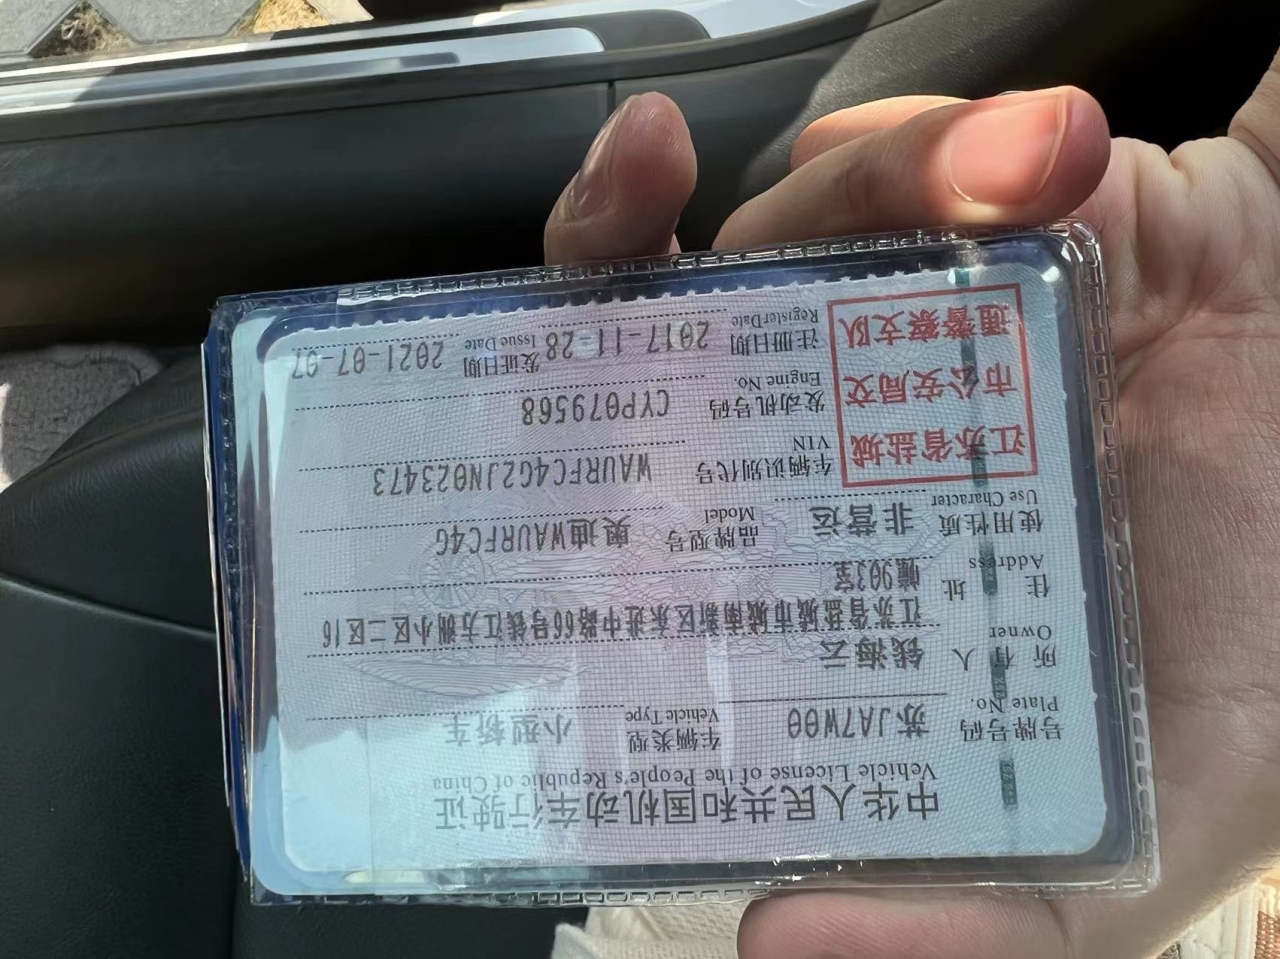 中华人民共和国机动车行驶证
Vehicle License of the People's Republic of China
号牌号码 Plate No. 苏JA7W00 车辆类型 Vehicle Type 小型轿车
所有人 Owner 钱海云
住址 Address 江苏省盐城市城南新区东进中路66号钱江方洲小区二区16
幢903室
使用性质 Use Character 非营运 品牌型号 Model 奥迪WAURFC4G
江苏省盐城
市公安局交
通警察支队
车辆识别代号 VIN WAURFC4G2JN023473
发动机号码 Engine No. CYP079568
注册日期 Register Date 2017-11-28 发证日期 Issue Date 2021-07-07